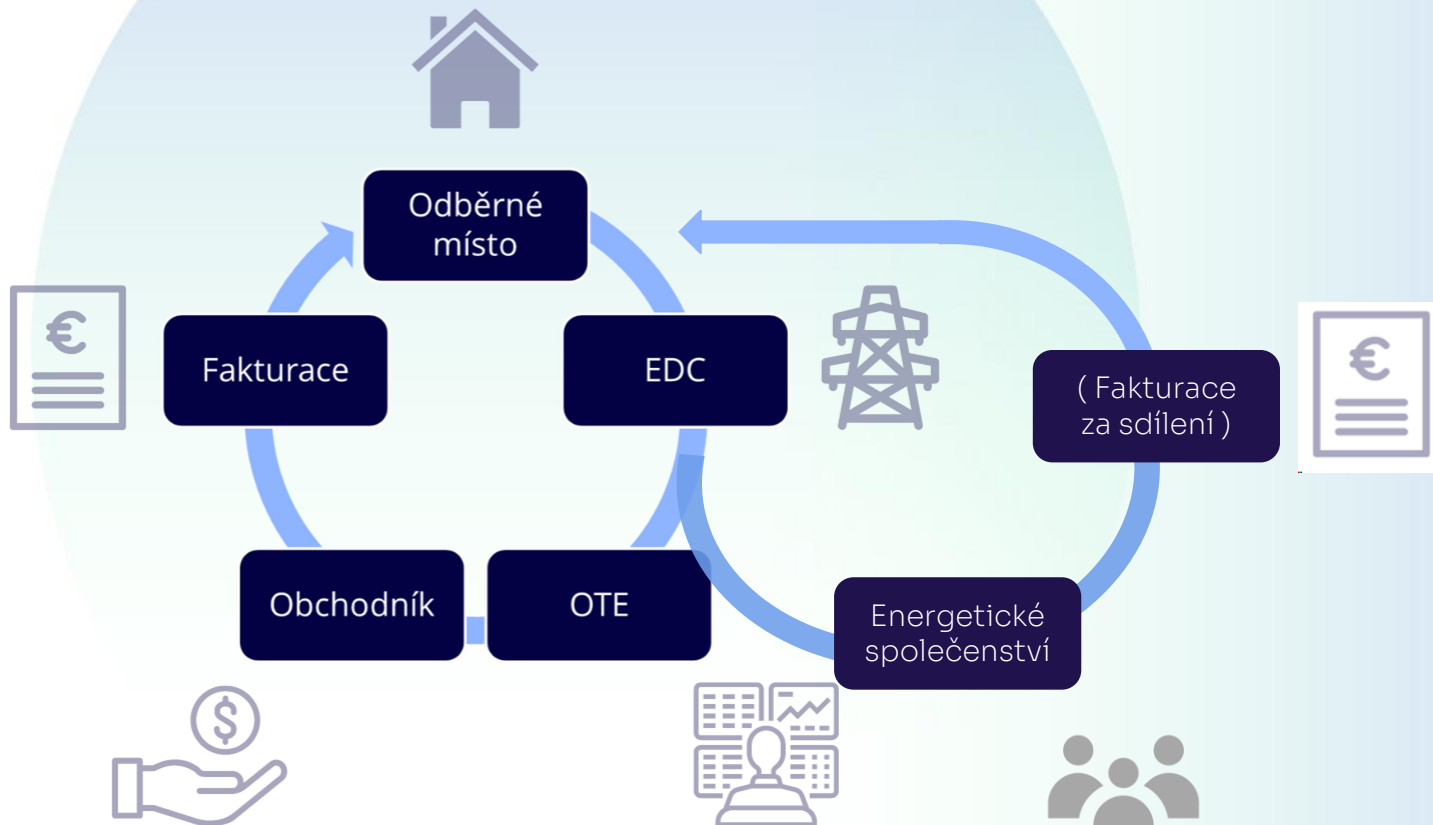 Odběrné
místo
€
Fakturace
EDC
( Fakturace
za sdílení )
€
Obchodník
OTE
Energetické
společenství
$